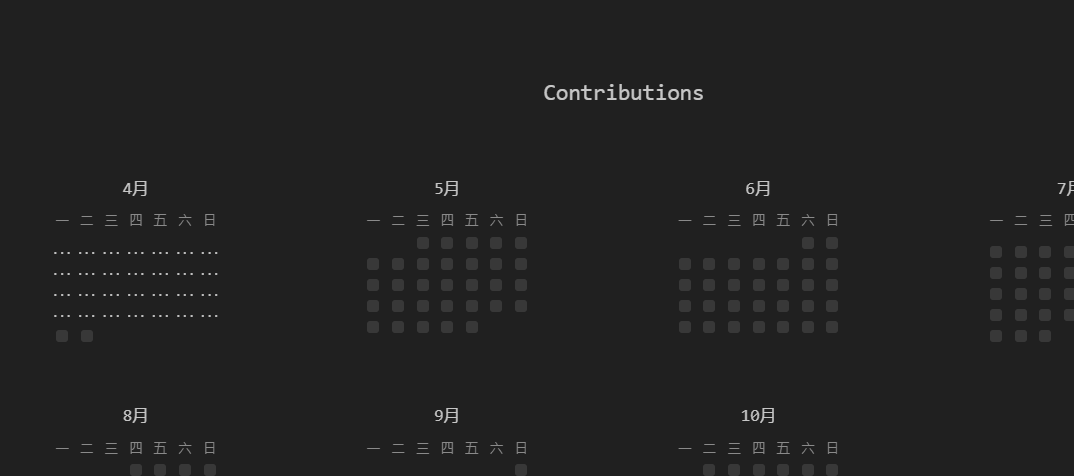 Contributions
4月
5月
6月
7月
一 二 三 四 五 六 日
一 二 三 四 五 六 日
一 二 三 四 五 六 日
一 二 三 四
... ... ... ... ... ... ...
... ... ... ... ... ... ...
... ... ... ... ... ... ...
... ... ... ... ... ... ...
8月
9月
10月
一 二 三 四 五 六 日
一 二 三 四 五 六 日
一 二 三 四 五 六 日